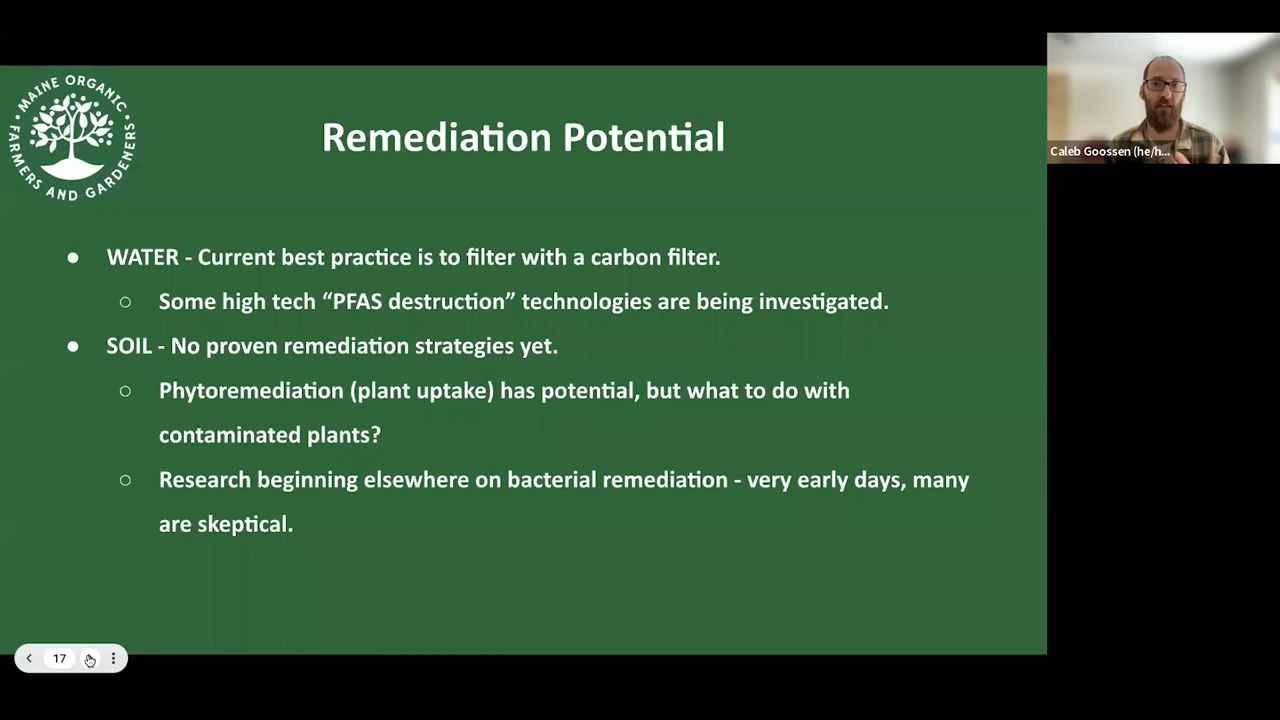 MAINE ORGANIC
FARMERS AND GARDENERS
Remediation Potential
● WATER - Current best practice is to filter with a carbon filter.
○ Some high tech “PFAS destruction” technologies are being investigated.
● SOIL - No proven remediation strategies yet.
○ Phytoremediation (plant uptake) has potential, but what to do with
contaminated plants?
○ Research beginning elsewhere on bacterial remediation - very early days, many
are skeptical.
Caleb Goossen (he/h...
17